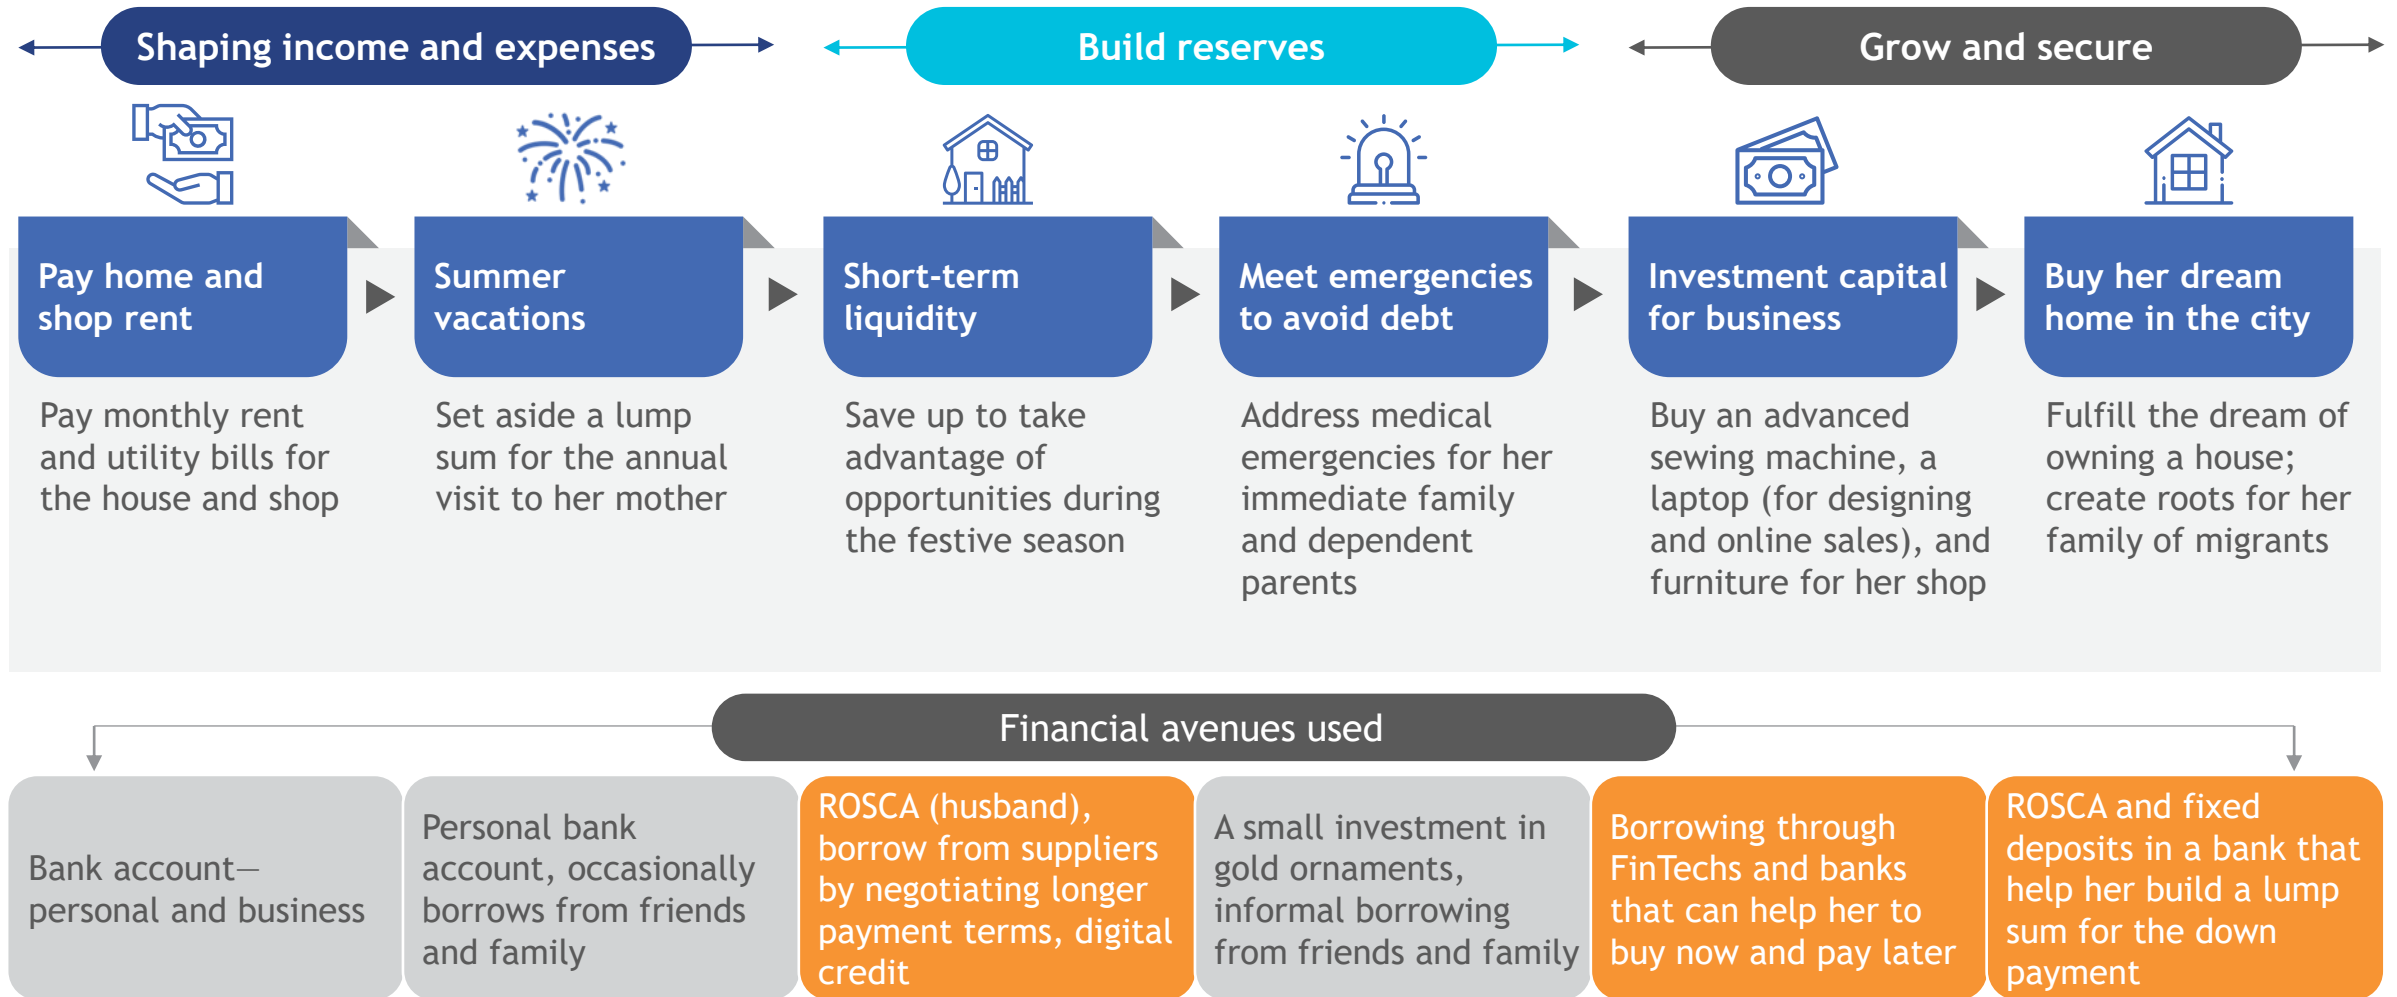 Shaping income and expenses
Build reserves
Grow and secure
Pay home and
shop rent
Summer
vacations
Short-term
liquidity
Meet emergencies
to avoid debt
Investment capital
for business
Buy her dream
home in the city
Pay monthly rent
and utility bills for
the house and shop
Set aside a lump
sum for the annual
visit to her mother
Save up to take
advantage of
opportunities during
the festive season
Address medical
emergencies for her
immediate family
and dependent
parents
Buy an advanced
sewing machine, a
laptop (for designing
and online sales), and
furniture for her shop
Fulfill the dream of
owning a house;
create roots for her
family of migrants
Financial avenues used
Bank account—
personal and business
Personal bank
account, occasionally
borrows from friends
and family
ROSCA (husband),
borrow from suppliers
by negotiating longer
payment terms, digital
credit
A small investment in
gold ornaments,
informal borrowing
from friends and family
Borrowing through
FinTechs and banks
that can help her to
buy now and pay later
ROSCA and fixed
deposits in a bank that
help her build a lump
sum for the down
payment